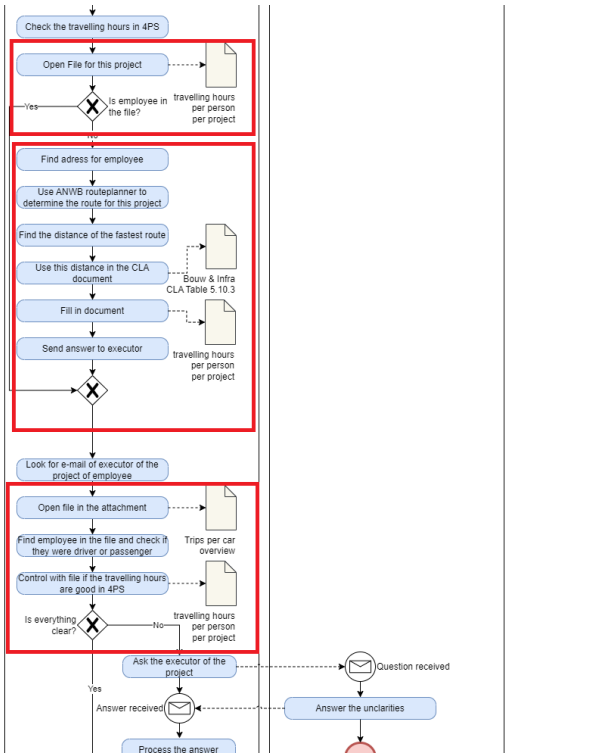 Check the travelling hours in 4PS
Open File for this project
travelling hours
per person
per project
Yes
Is employee in
the file?
No
Find adress for employee
Use ANWB routeplanner to
determine the route for this project
Find the distance of the fastest route
Use this distance in the CLA
document
Bouw & Infra
CLA Table 5.10.3
Fill in document
travelling hours
per person
per project
Send answer to executor
Look for e-mail of executor of the
project of employee
Open file in the attachment
Trips per car
overview
Find employee in the file and check if
they were driver or passenger
Control with file if the travelling hours
are good in 4PS
travelling hours
per person
per project
Is everything
clear?
No
Ask the executor of the
project
Question received
Yes
Answer received
Answer the unclarities
Process the answer